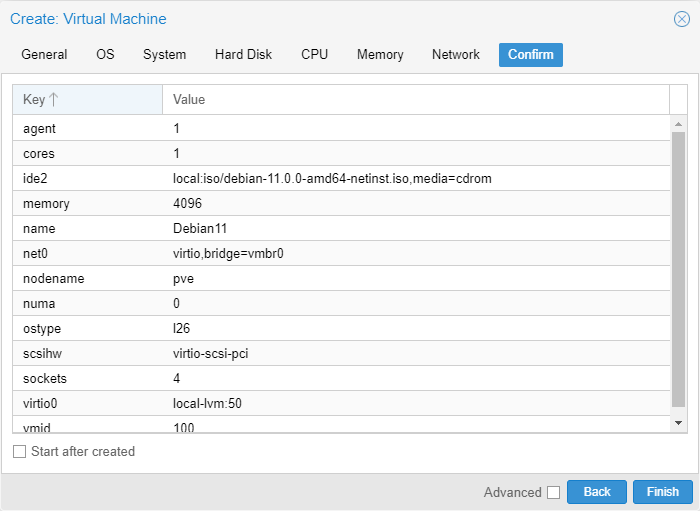 Create: Virtual Machine
General OS System Hard Disk CPU Memory Network Confirm
Key Value
agent 1
cores 1
ide2 local:iso/debian-11.0.0-amd64-netinst.iso,media=cdrom
memory 4096
name Debian11
net0 virtio,bridge=vmbr0
nodename pve
numa 0
ostype l26
scsihw virtio-scsi-pci
sockets 4
virtio0 local-lvm:50
vmid 100
Start after created
Advanced Back Finish